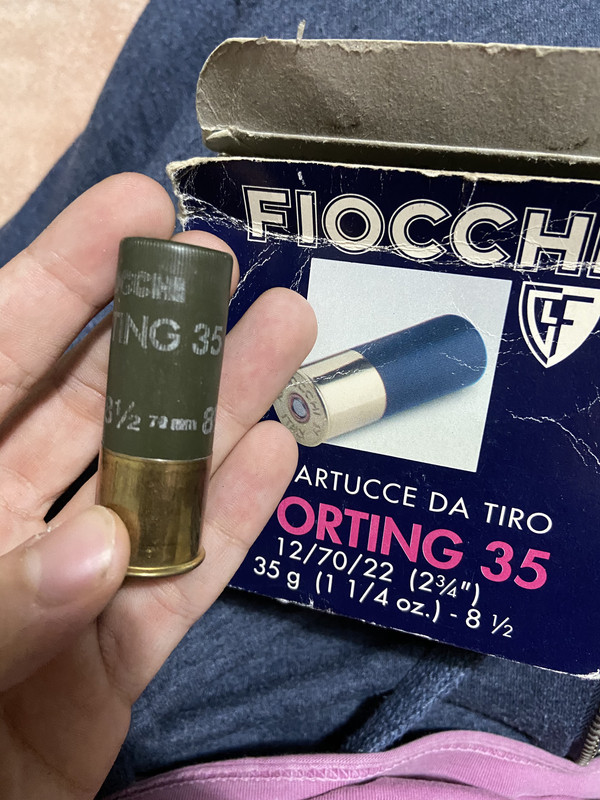 FIOCCHI
GFL
ARTUCCE DA TIRO
ORTING 35
12/70/22 (2¾")
35 g (1 1/4 oz.) - 8 ½
OCCHI
TING 35
8½ 70 mm 8